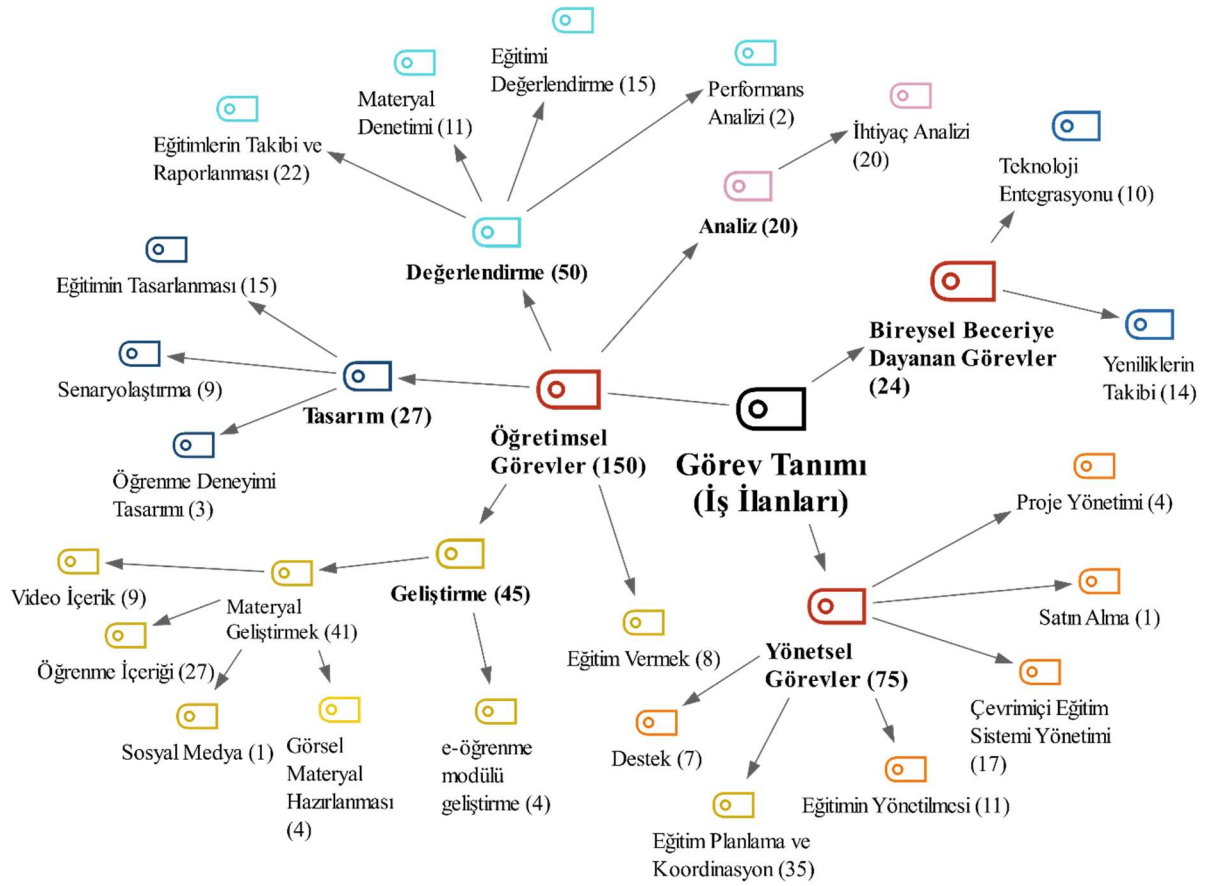 Eğitimi
Değerlendirme (15)
Materyal
Denetimi (11)
Performans
Analizi (2)
Eğitimlerin Takibi ve
Raporlanması (22)
İhtiyaç Analizi
(20)
Teknoloji
Entegrasyonu (10)
Analiz (20)
Değerlendirme (50)
Eğitimin Tasarlanması (15)
Bireysel Beceriye
Dayanan Görevler
(24)
Yeniliklerin
Takibi (14)
Senaryolaştırma (9)
Tasarım (27)
Öğretimsel
Görevler (150)
Görev Tanımı
(İş İlanları)
Öğrenme Deneyimi
Tasarımı (3)
Proje Yönetimi (4)
Video İçerik (9)
Materyal
Geliştirmek (41)
Geliştirme (45)
Satın Alma (1)
Öğrenme İçeriği (27)
Eğitim Vermek (8)
Yönetsel
Görevler (75)
Sosyal Medya (1)
Görsel
Materyal
Hazırlanması
(4)
e-öğrenme
modülü
geliştirme (4)
Destek (7)
Çevrimiçi Eğitim
Sistemi Yönetimi
(17)
Eğitimin Yönetilmesi (11)
Eğitim Planlama ve
Koordinasyon (35)